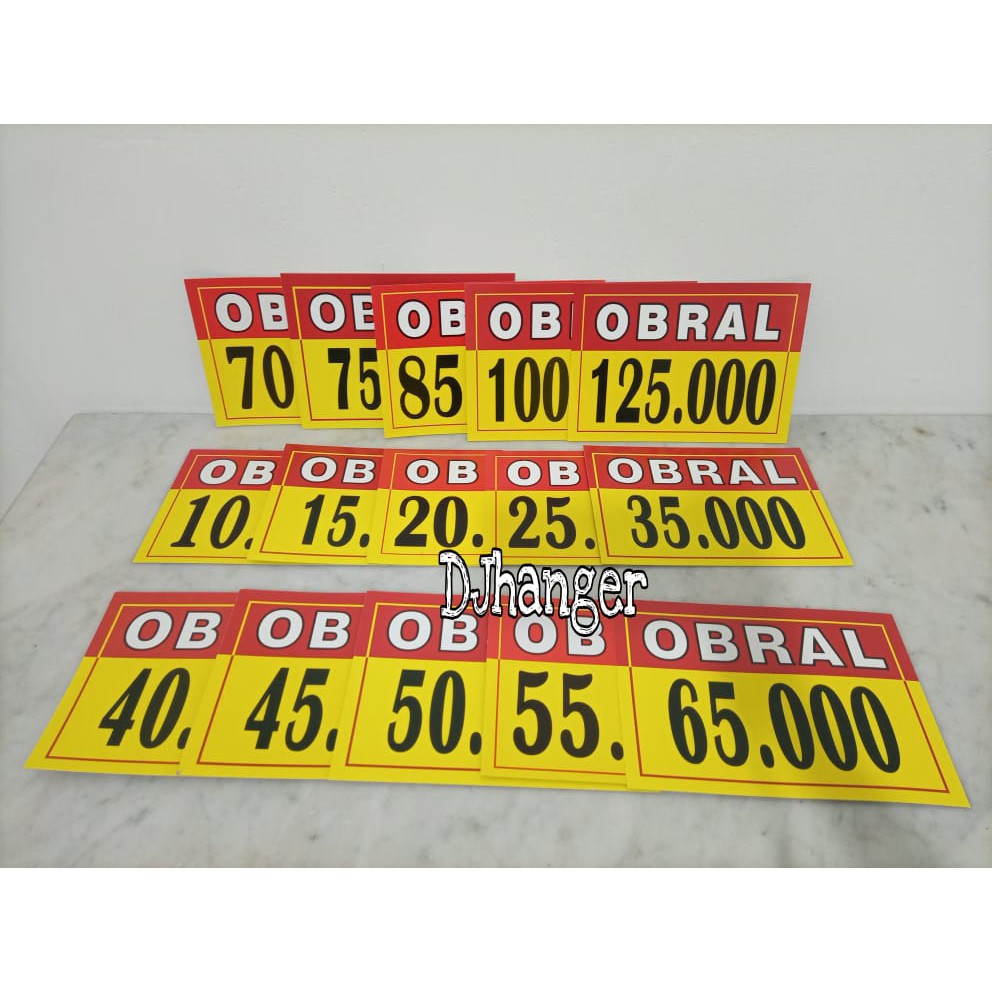 OB
70
OB
75
OB
85
OB
100
OBRAL
125.000
OB
10.
OB
15.
OB
20.
OB
25.
OBRAL
35.000
DJhanger
OB
40.
OB
45.
OB
50.
OB
55.
OBRAL
65.000